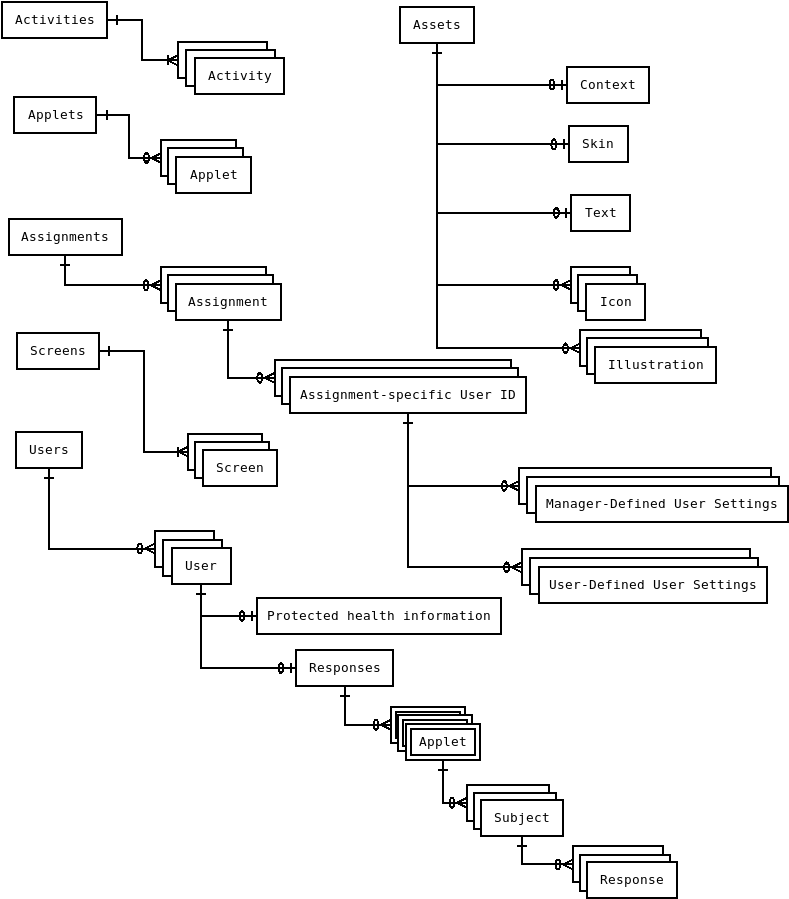 Activities
Assets
Activity
Context
Applets
Skin
Applet
Text
Assignments
Assignment
Icon
Screens
Illustration
Assignment-specific User ID
Users
Screen
Manager-Defined User Settings
User
User-Defined User Settings
Protected health information
Responses
Applet
Subject
Response